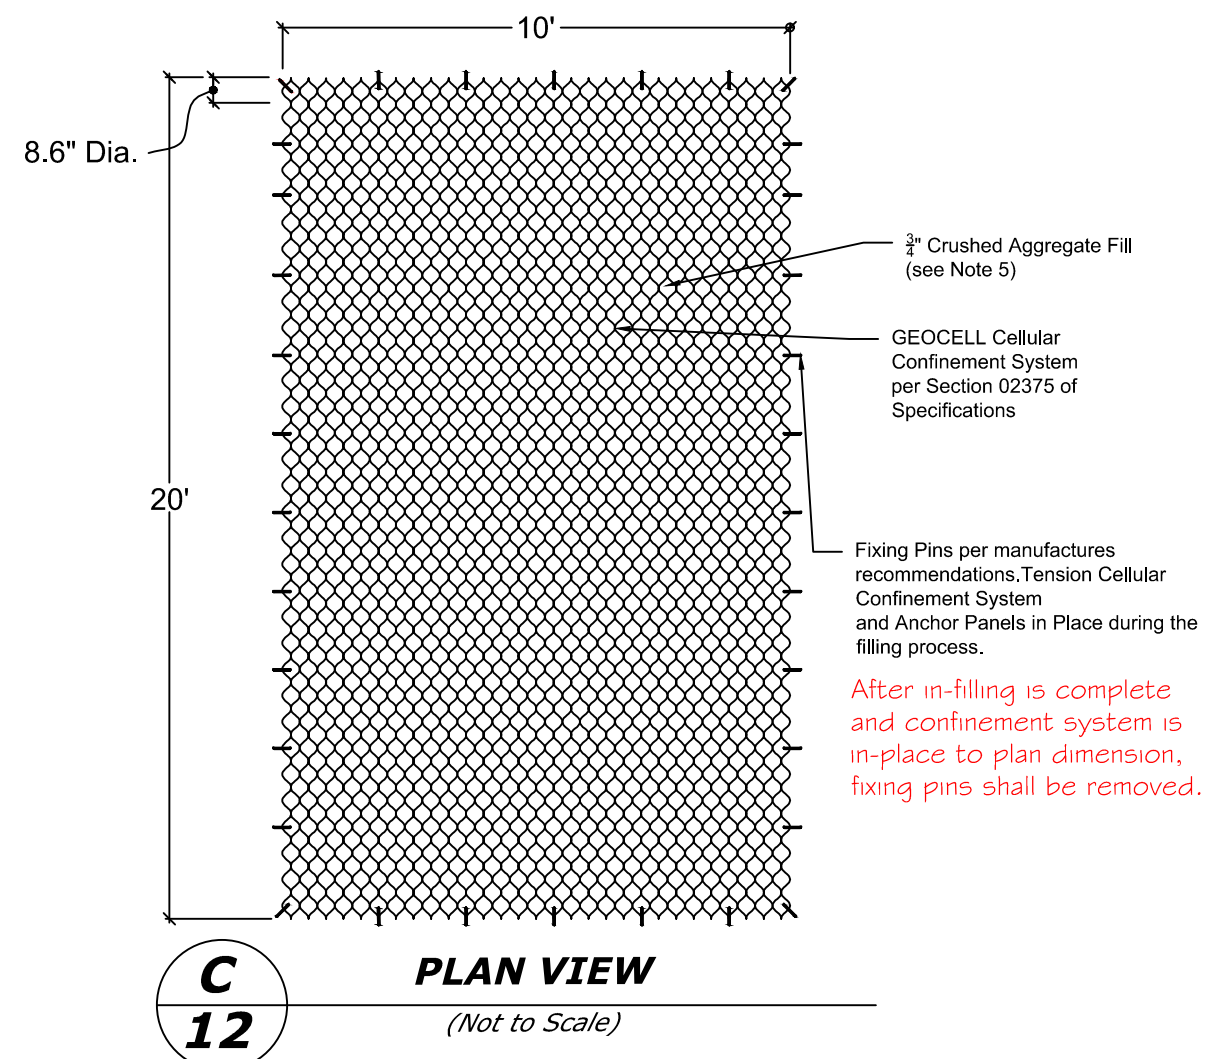 10'
8.6" Dia.
3/4" Crushed Aggregate Fill
(see Note 5)
GEOCELL Cellular
Confinement System
per Section 02375 of
Specifications
20'
Fixing Pins per manufactures
recommendations.Tension Cellular
Confinement System
and Anchor Panels in Place during the
filling process.
After in-filling is complete
and confinement system is
in-place to plan dimension,
fixing pins shall be removed.
C
12
PLAN VIEW
(Not to Scale)